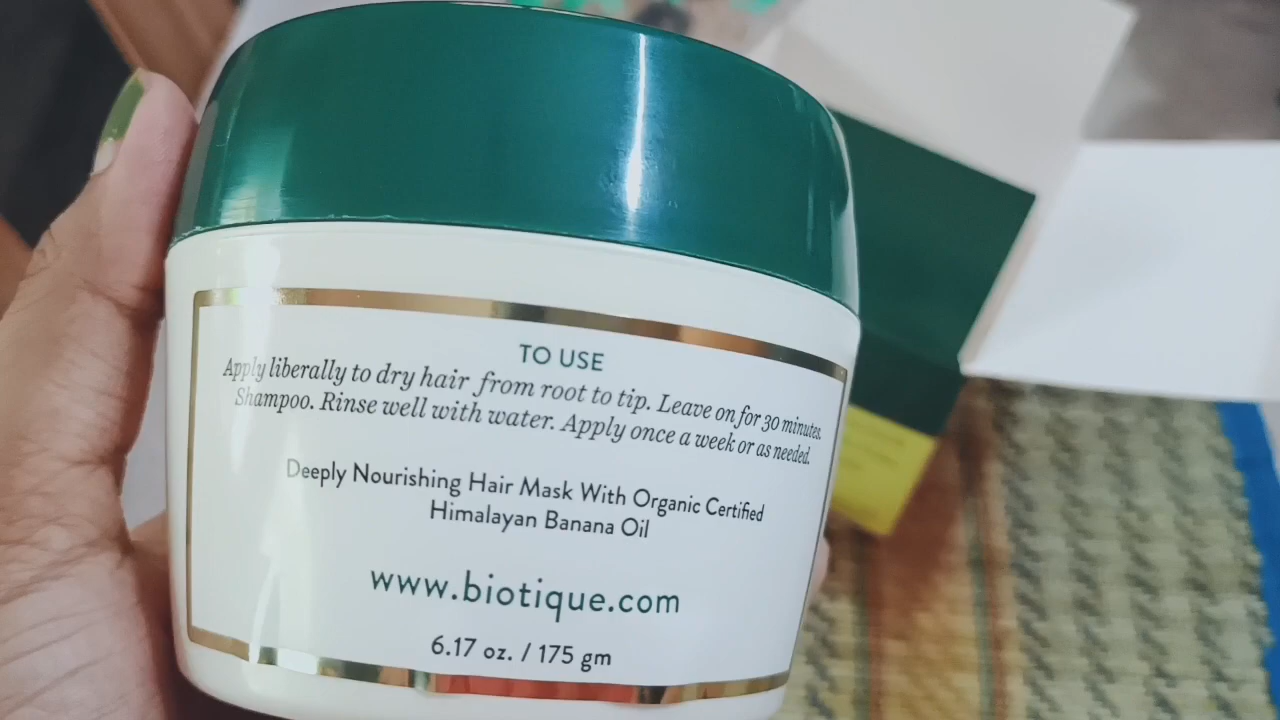 TO USE
Apply liberally to dry hair from root to tip. Leave on for 30 minutes.
Shampoo. Rinse well with water. Apply once a week or as needed.
Deeply Nourishing Hair Mask With Organic Certified
Himalayan Banana Oil
www.biotique.com
6.17 oz. / 175 gm